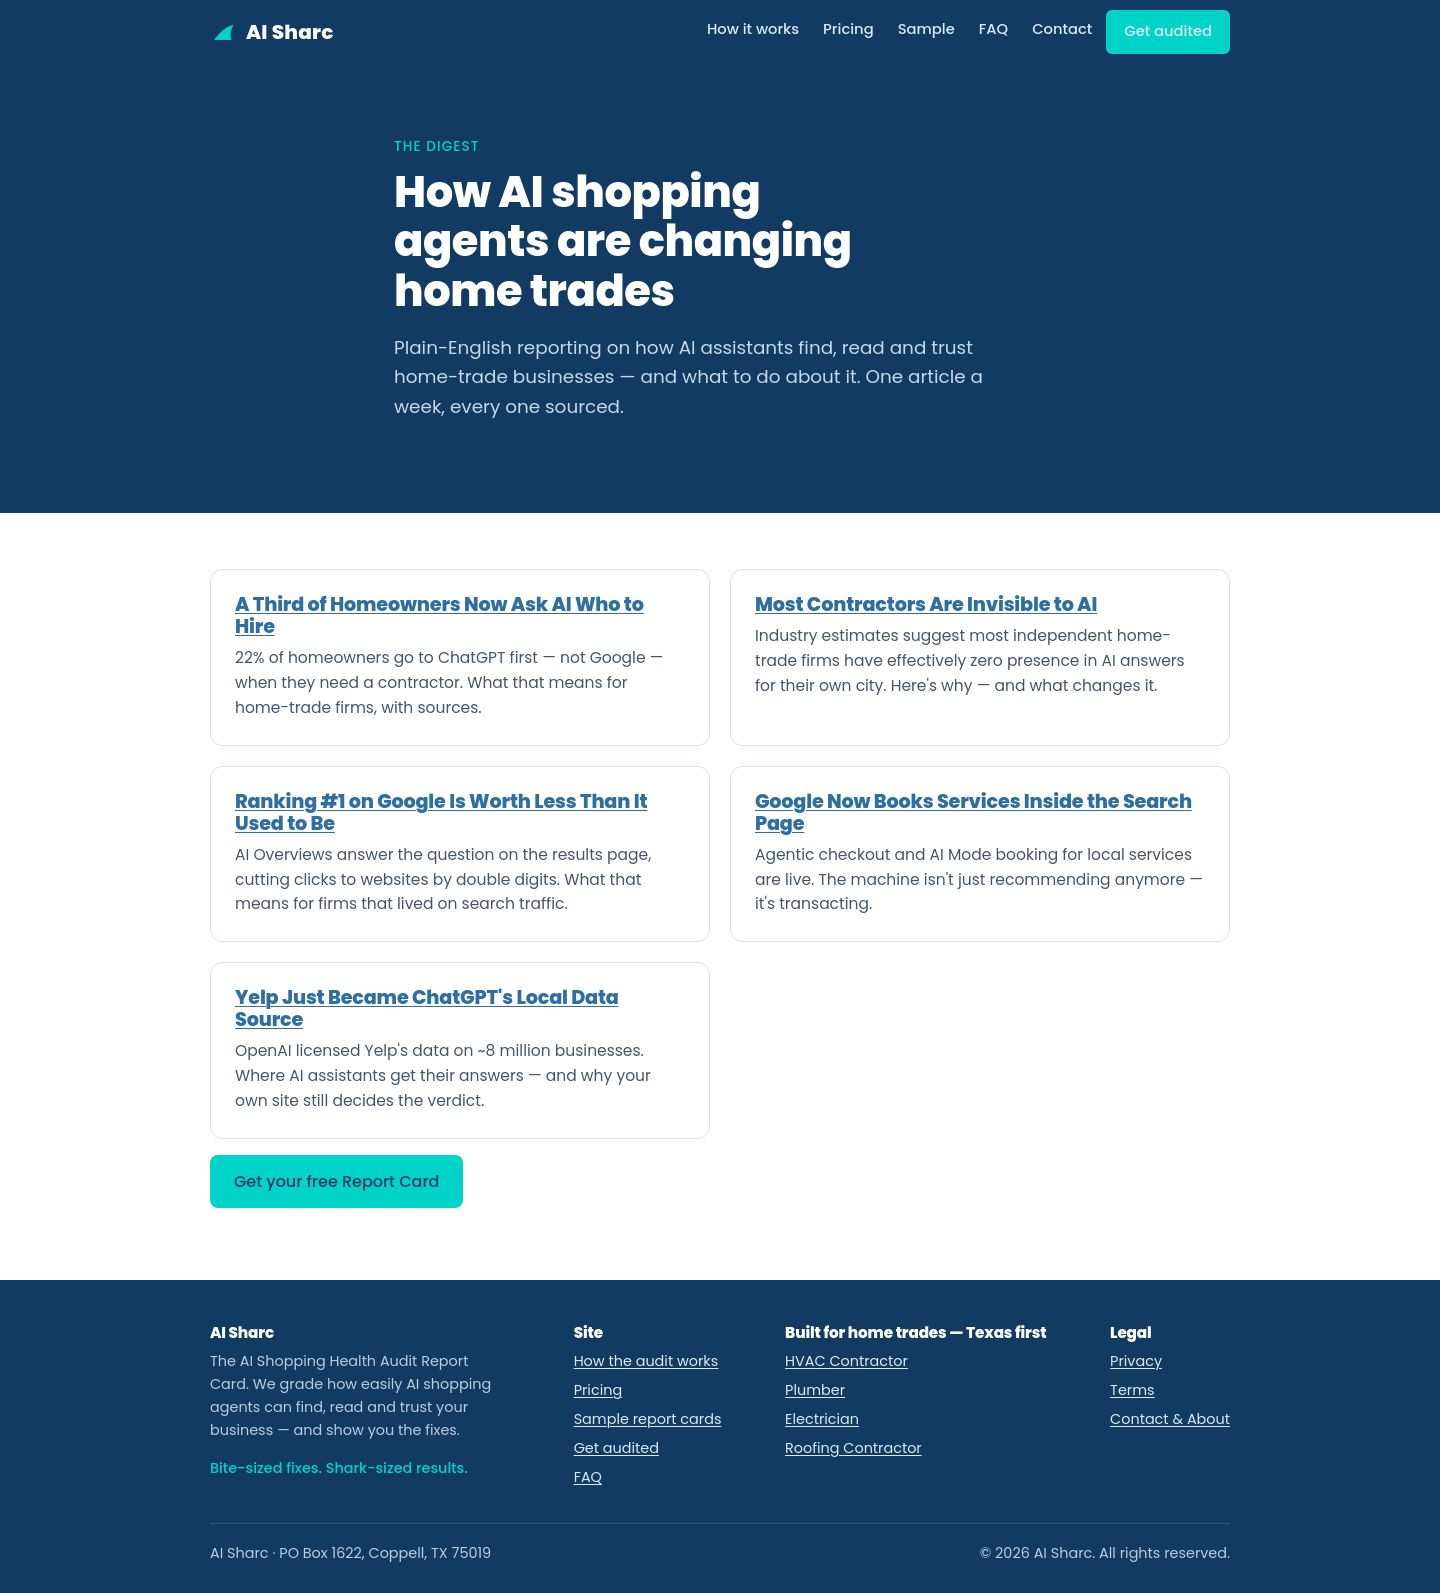 AI Sharc
How it works
Pricing
Sample
FAQ
Contact
Get audited
THE DIGEST
How AI shopping
agents are changing
home trades
Plain-English reporting on how AI assistants find, read and trust
home-trade businesses — and what to do about it. One article a
week, every one sourced.
A Third of Homeowners Now Ask AI Who to
Hire
22% of homeowners go to ChatGPT first — not Google —
when they need a contractor. What that means for
home-trade firms, with sources.
Most Contractors Are Invisible to AI
Industry estimates suggest most independent home-
trade firms have effectively zero presence in AI answers
for their own city. Here's why — and what changes it.
Ranking #1 on Google Is Worth Less Than It
Used to Be
AI Overviews answer the question on the results page,
cutting clicks to websites by double digits. What that
means for firms that lived on search traffic.
Google Now Books Services Inside the Search
Page
Agentic checkout and AI Mode booking for local services
are live. The machine isn't just recommending anymore —
it's transacting.
Yelp Just Became ChatGPT's Local Data
Source
OpenAI licensed Yelp's data on ~8 million businesses.
Where AI assistants get their answers — and why your
own site still decides the verdict.
Get your free Report Card
AI Sharc
The AI Shopping Health Audit Report
Card. We grade how easily AI shopping
agents can find, read and trust your
business — and show you the fixes.
Bite-sized fixes. Shark-sized results.
Site
How the audit works
Pricing
Sample report cards
Get audited
FAQ
Built for home trades — Texas first
HVAC Contractor
Plumber
Electrician
Roofing Contractor
Legal
Privacy
Terms
Contact & About
AI Sharc · PO Box 1622, Coppell, TX 75019
© 2026 AI Sharc. All rights reserved.